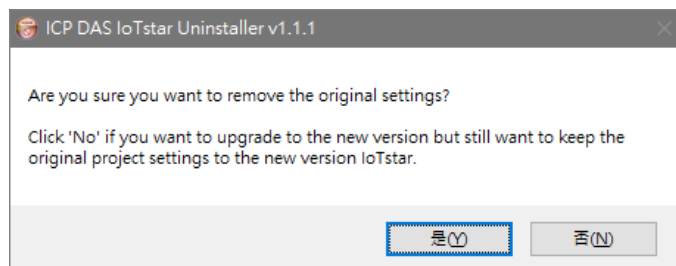 ICP DAS IoTstar Uninstaller v1.1.1
Are you sure you want to remove the original settings?
Click 'No' if you want to upgrade to the new version but still want to keep the
original project settings to the new version IoTstar.
是(Y)
否(N)